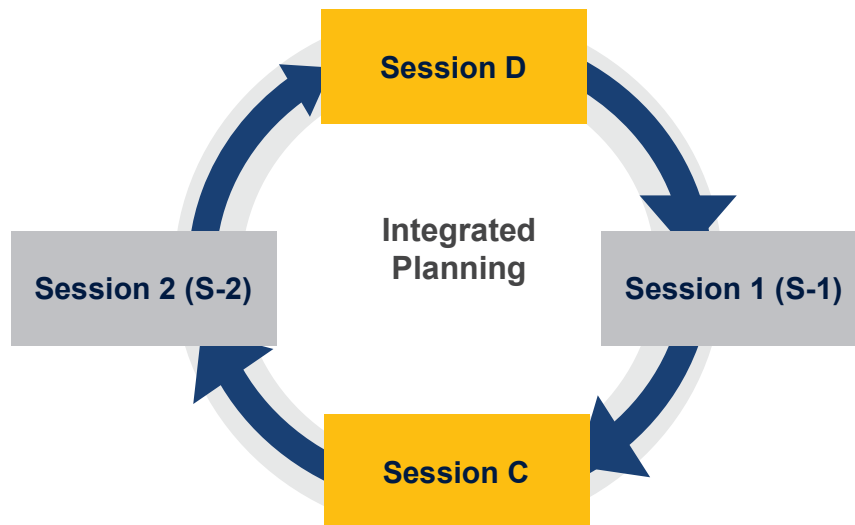 Session D
Integrated
Planning
Session 2 (S-2)
Session 1 (S-1)
Session C